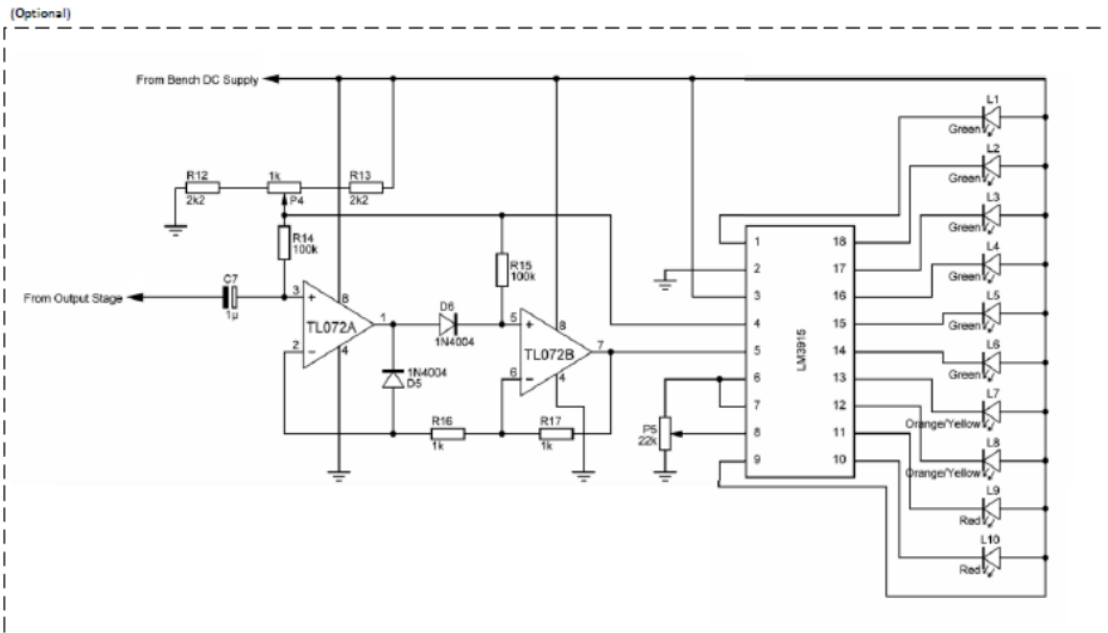 (Optional)
From Bench DC Supply
L1
Green
L2
Green
R12
1k
R13
2k2
P4
2k2
L3
Green
R14
100k
1
18
L4
Green
R15
100k
2
17
C7
1µ
3
16
L5
Green
From Output Stage
3
+
8
TL072A
1
D6
1N4004
5
+
8
TL072B
7
4
15
L6
Green
2
−
4
1N4004
D5
6
−
4
5
14
LM3915
6
13
L7
Orange/Yellow
7
12
R16
1k
R17
1k
P5
22k
8
11
L8
Orange/Yellow
9
10
L9
Red
L10
Red